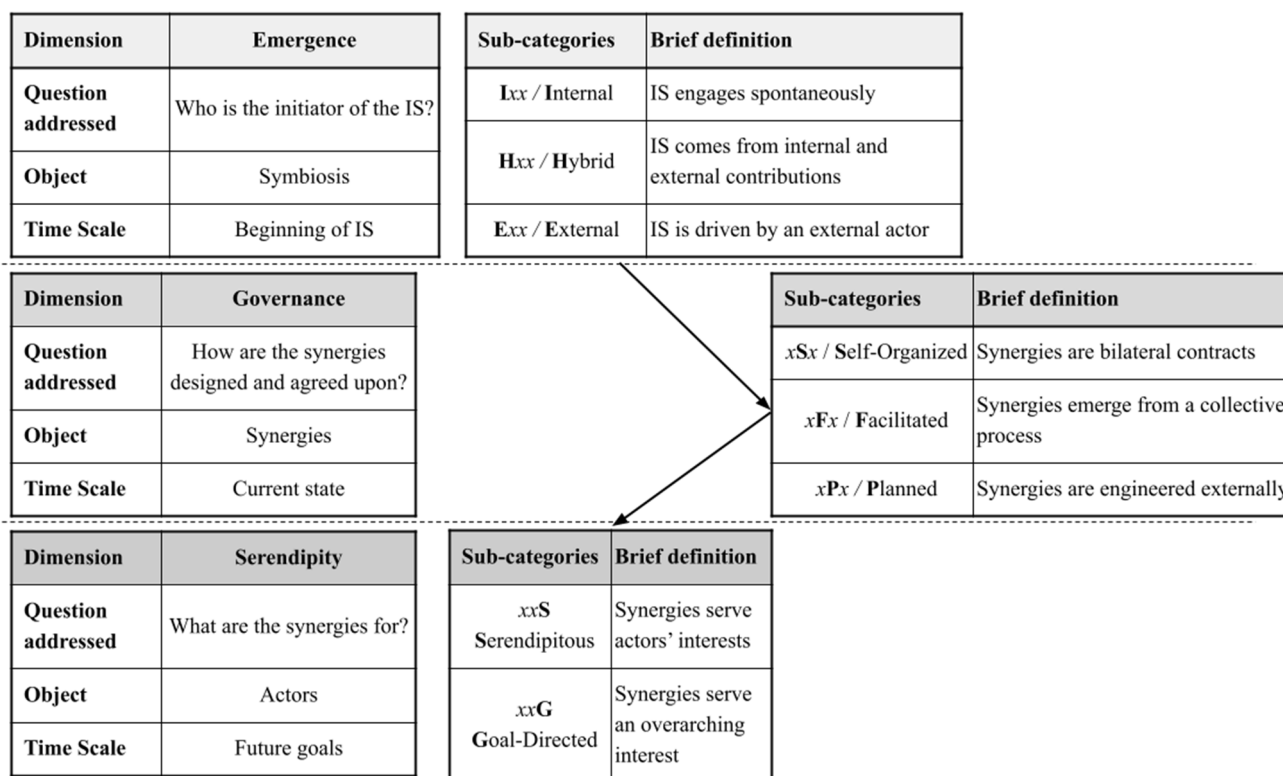 Dimension Emergence
Question addressed Who is the initiator of the IS?
Object Symbiosis
Time Scale Beginning of IS
Sub-categories Brief definition
Ixx / Internal IS engages spontaneously
Hxx / Hybrid IS comes from internal and
external contributions
Exx / External IS is driven by an external actor
Dimension Governance
Question addressed How are the synergies
designed and agreed upon?
Object Synergies
Time Scale Current state
Sub-categories Brief definition
xSx / Self-Organized Synergies are bilateral contracts
xFx / Facilitated Synergies emerge from a collective
process
xPx / Planned Synergies are engineered externally
Dimension Serendipity
Question addressed What are the synergies for?
Object Actors
Time Scale Future goals
Sub-categories Brief definition
xxS Synergies serve
Serendipitous actors’ interests
xxG Synergies serve
Goal-Directed an overarching
interest